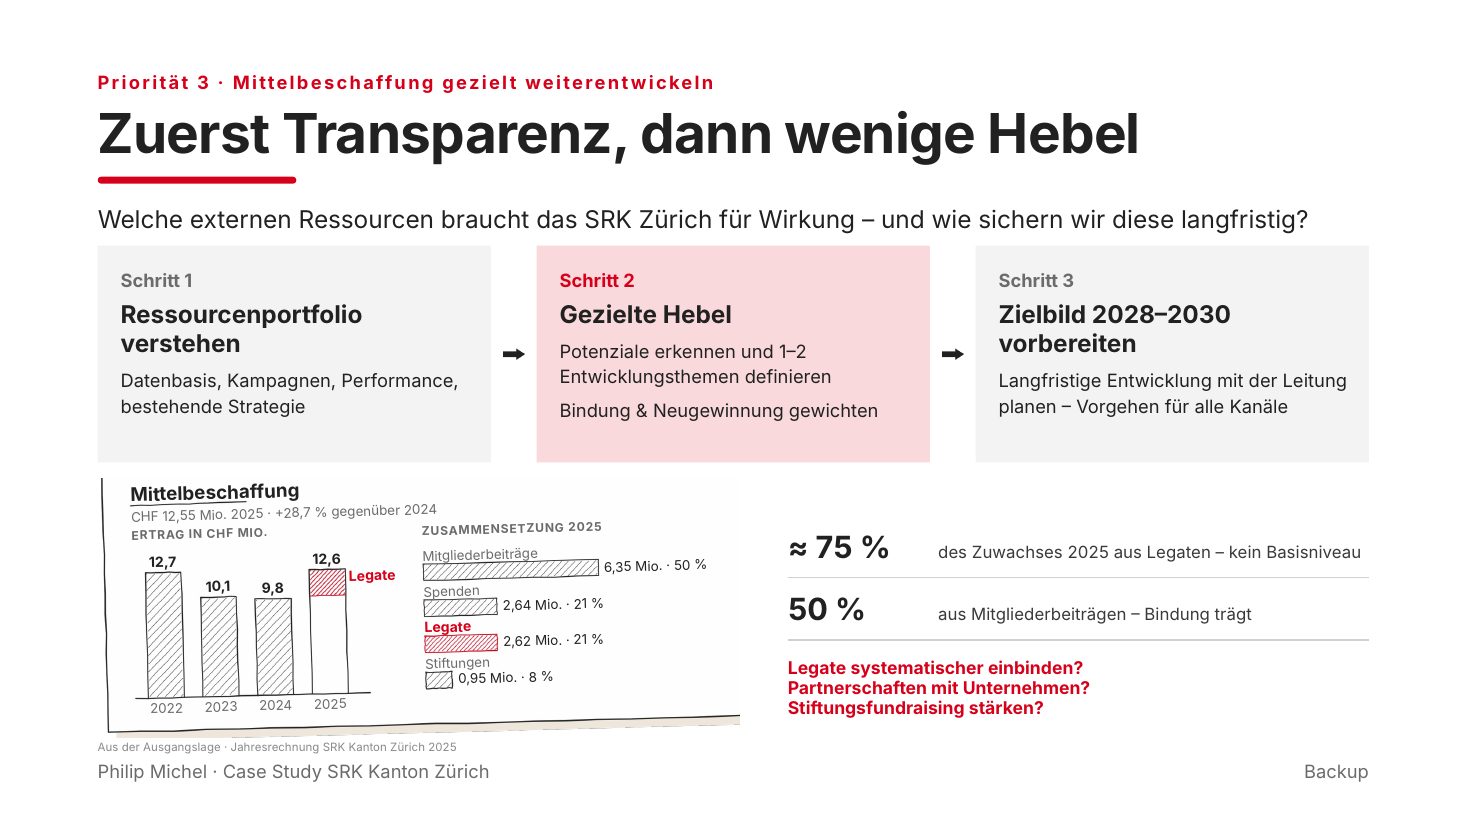 Priorität 3 · Mittelbeschaffung gezielt weiterentwickeln
Zuerst Transparenz, dann wenige Hebel
Welche externen Ressourcen braucht das SRK Zürich für Wirkung – und wie sichern wir diese langfristig?
Schritt 1
Ressourcenportfolio
verstehen
Datenbasis, Kampagnen, Performance,
bestehende Strategie
Schritt 2
Gezielte Hebel
Potenziale erkennen und 1–2
Entwicklungsthemen definieren
Bindung & Neugewinnung gewichten
Schritt 3
Zielbild 2028–2030
vorbereiten
Langfristige Entwicklung mit der Leitung
planen – Vorgehen für alle Kanäle
Mittelbeschaffung
CHF 12,55 Mio. 2025 · +28,7 % gegenüber 2024
ERTRAG IN CHF MIO.
12,7
10,1
9,8
12,6
Legate
2022
2023
2024
2025
ZUSAMMENSETZUNG 2025
Mitgliederbeiträge
6,35 Mio. · 50 %
Spenden
2,64 Mio. · 21 %
Legate
2,62 Mio. · 21 %
Stiftungen
0,95 Mio. · 8 %
≈ 75 % des Zuwachses 2025 aus Legaten – kein Basisniveau
50 % aus Mitgliederbeiträgen – Bindung trägt
Legate systematischer einbinden?
Partnerschaften mit Unternehmen?
Stiftungsfundraising stärken?
Aus der Ausgangslage · Jahresrechnung SRK Kanton Zürich 2025
Philip Michel · Case Study SRK Kanton Zürich
Backup